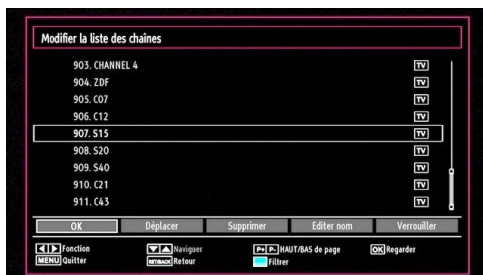 Modifier la liste des chaînes
903. CHANNEL 4 TV
904. ZDF TV
905. C07 TV
906. C12 TV
907. S15 TV
908. S20 TV
909. S40 TV
910. C21 TV
911. C43 TV
OK Déplacer Supprimer Editer nom Verrouiller
Fonction Naviguer P+ P- HAUT/BAS de page OK Regarder
MENU Quitter RET/BACK Retour Filtrer